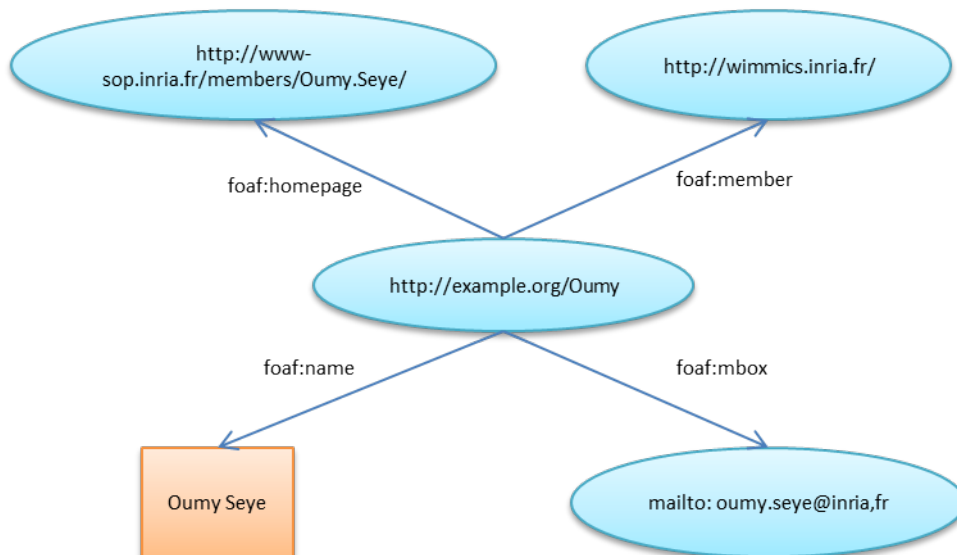 http://www-
sop.inria.fr/members/Oumy.Seye/
http://wimmics.inria.fr/
foaf:homepage
foaf:member
http://example.org/Oumy
foaf:name
foaf:mbox
Oumy Seye
mailto: oumy.seye@inria,fr